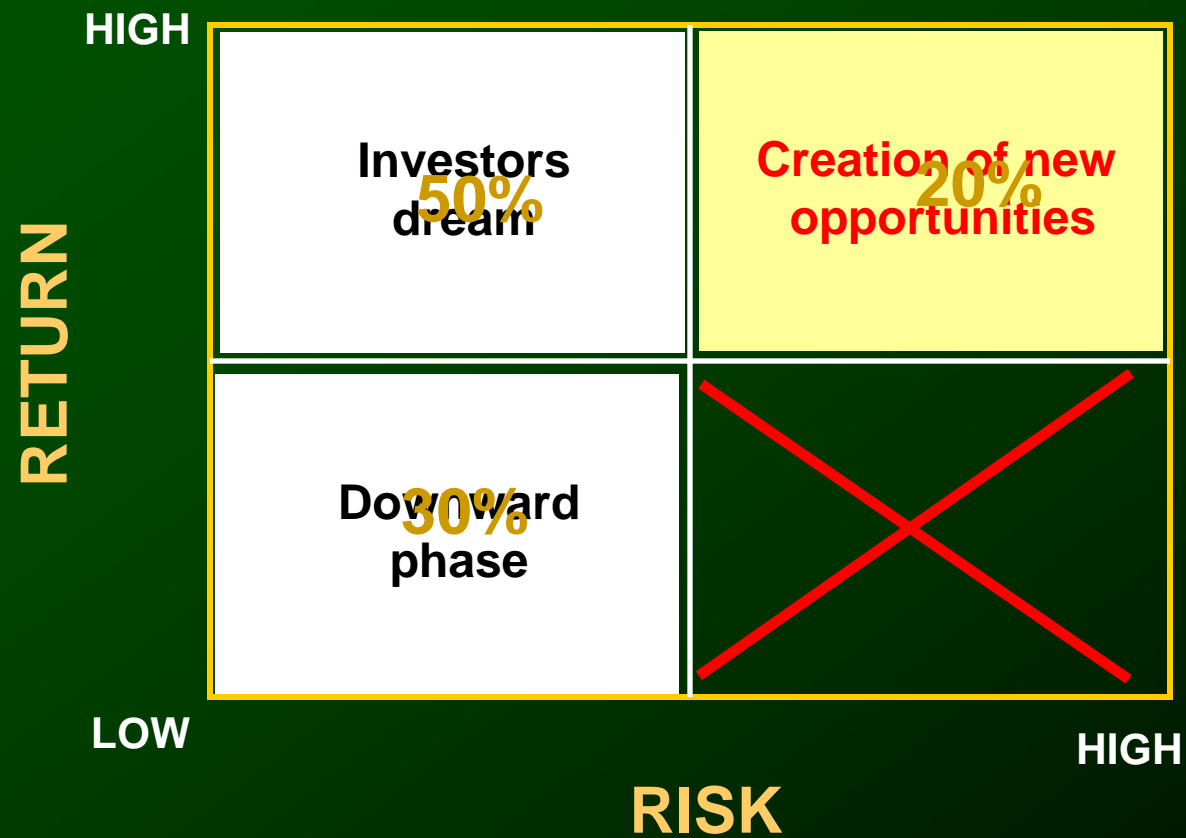 HIGH
Investors
dream
50%
Creation of new
opportunities
20%
RETURN
Downward
phase
30%
LOW
HIGH
RISK